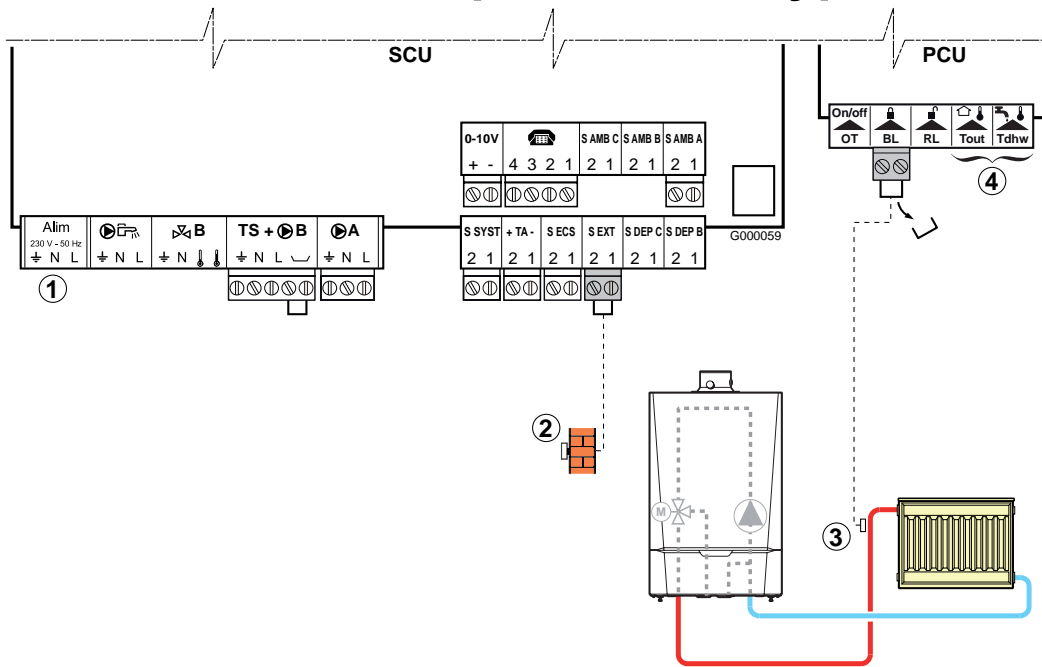 SCU
PCU
On/off
OT BL RL Tout Tdhw
4
0-10V S AMB C S AMB B S AMB A
+ - 4 3 2 1 2 1 2 1 2 1
G000059
Alim B TS + B A
230 V - 50 Hz
N L N L N N L N L
S SYST + TA - S ECS S EXT S DEP C S DEP B
2 1 2 1 2 1 2 1 2 1 2 1
1
2
M
3